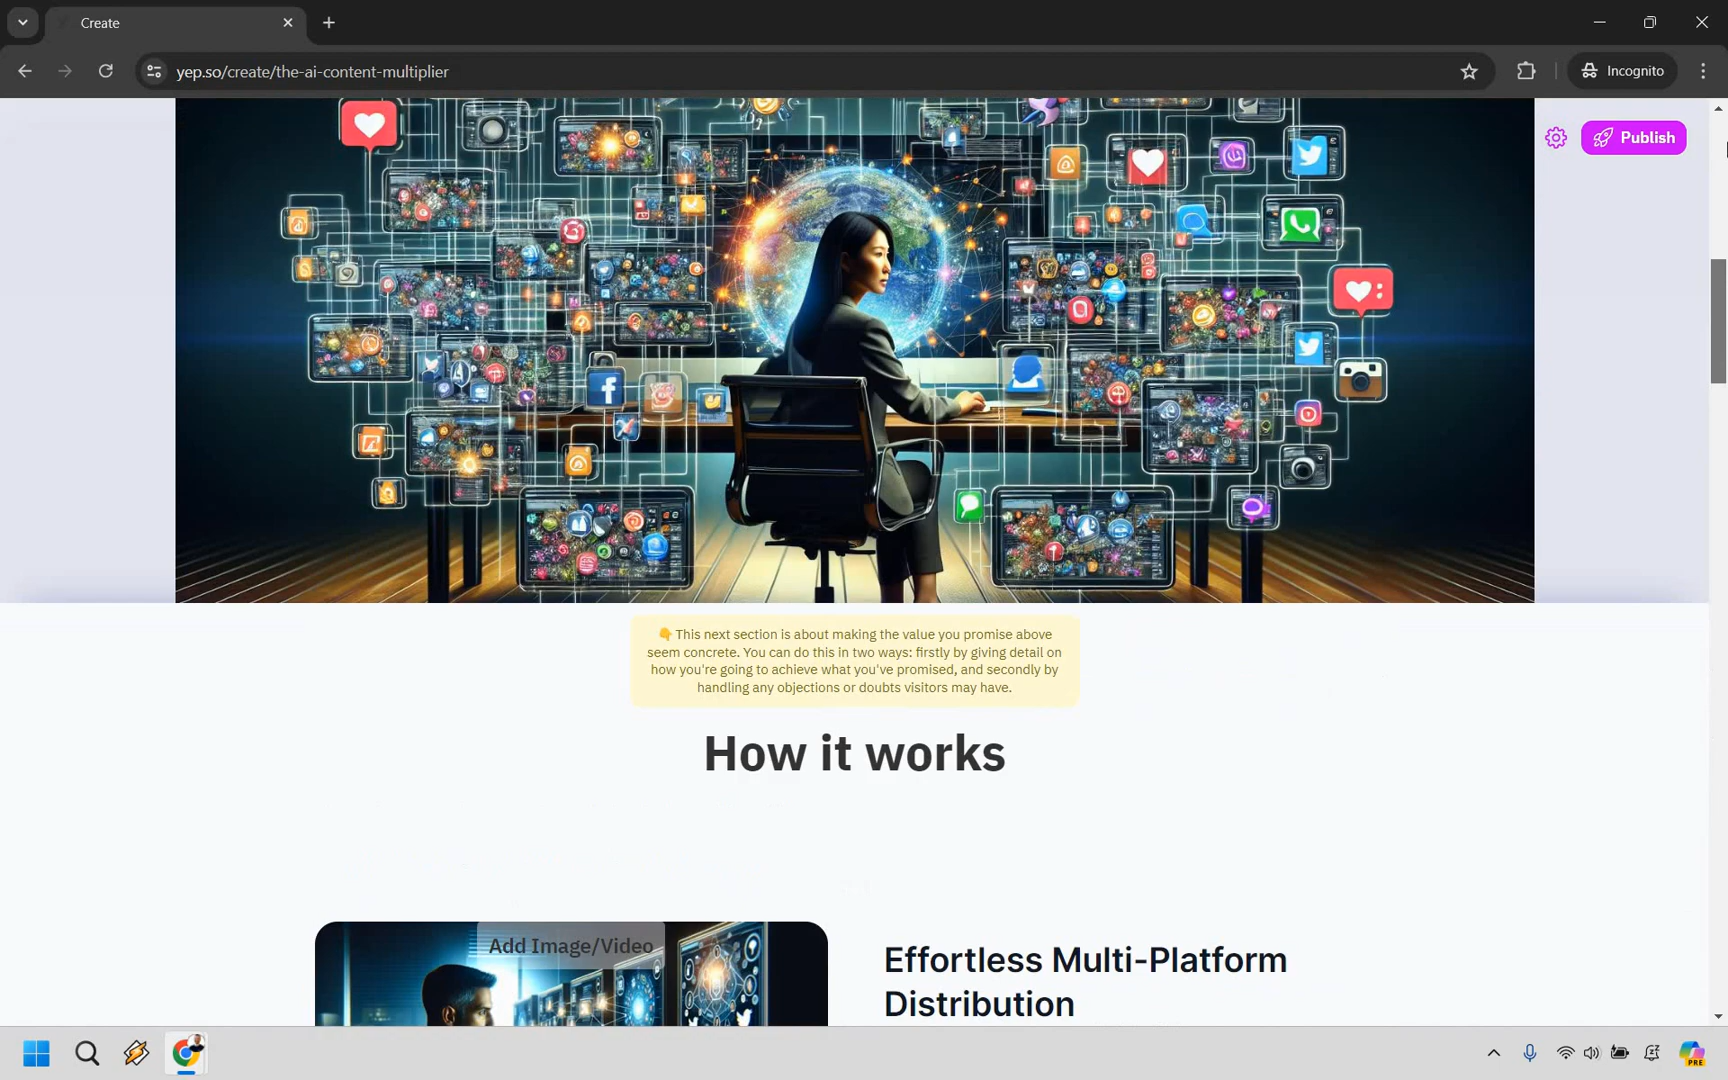 Create
yep.so/create/the-ai-content-multiplier
Incognito
Publish
👇 This next section is about making the value you promise above
seem concrete. You can do this in two ways: firstly by giving detail on
how you're going to achieve what you've promised, and secondly by
handling any objections or doubts visitors may have.
How it works
Add Image/Video
Effortless Multi-Platform
Distribution
PRE